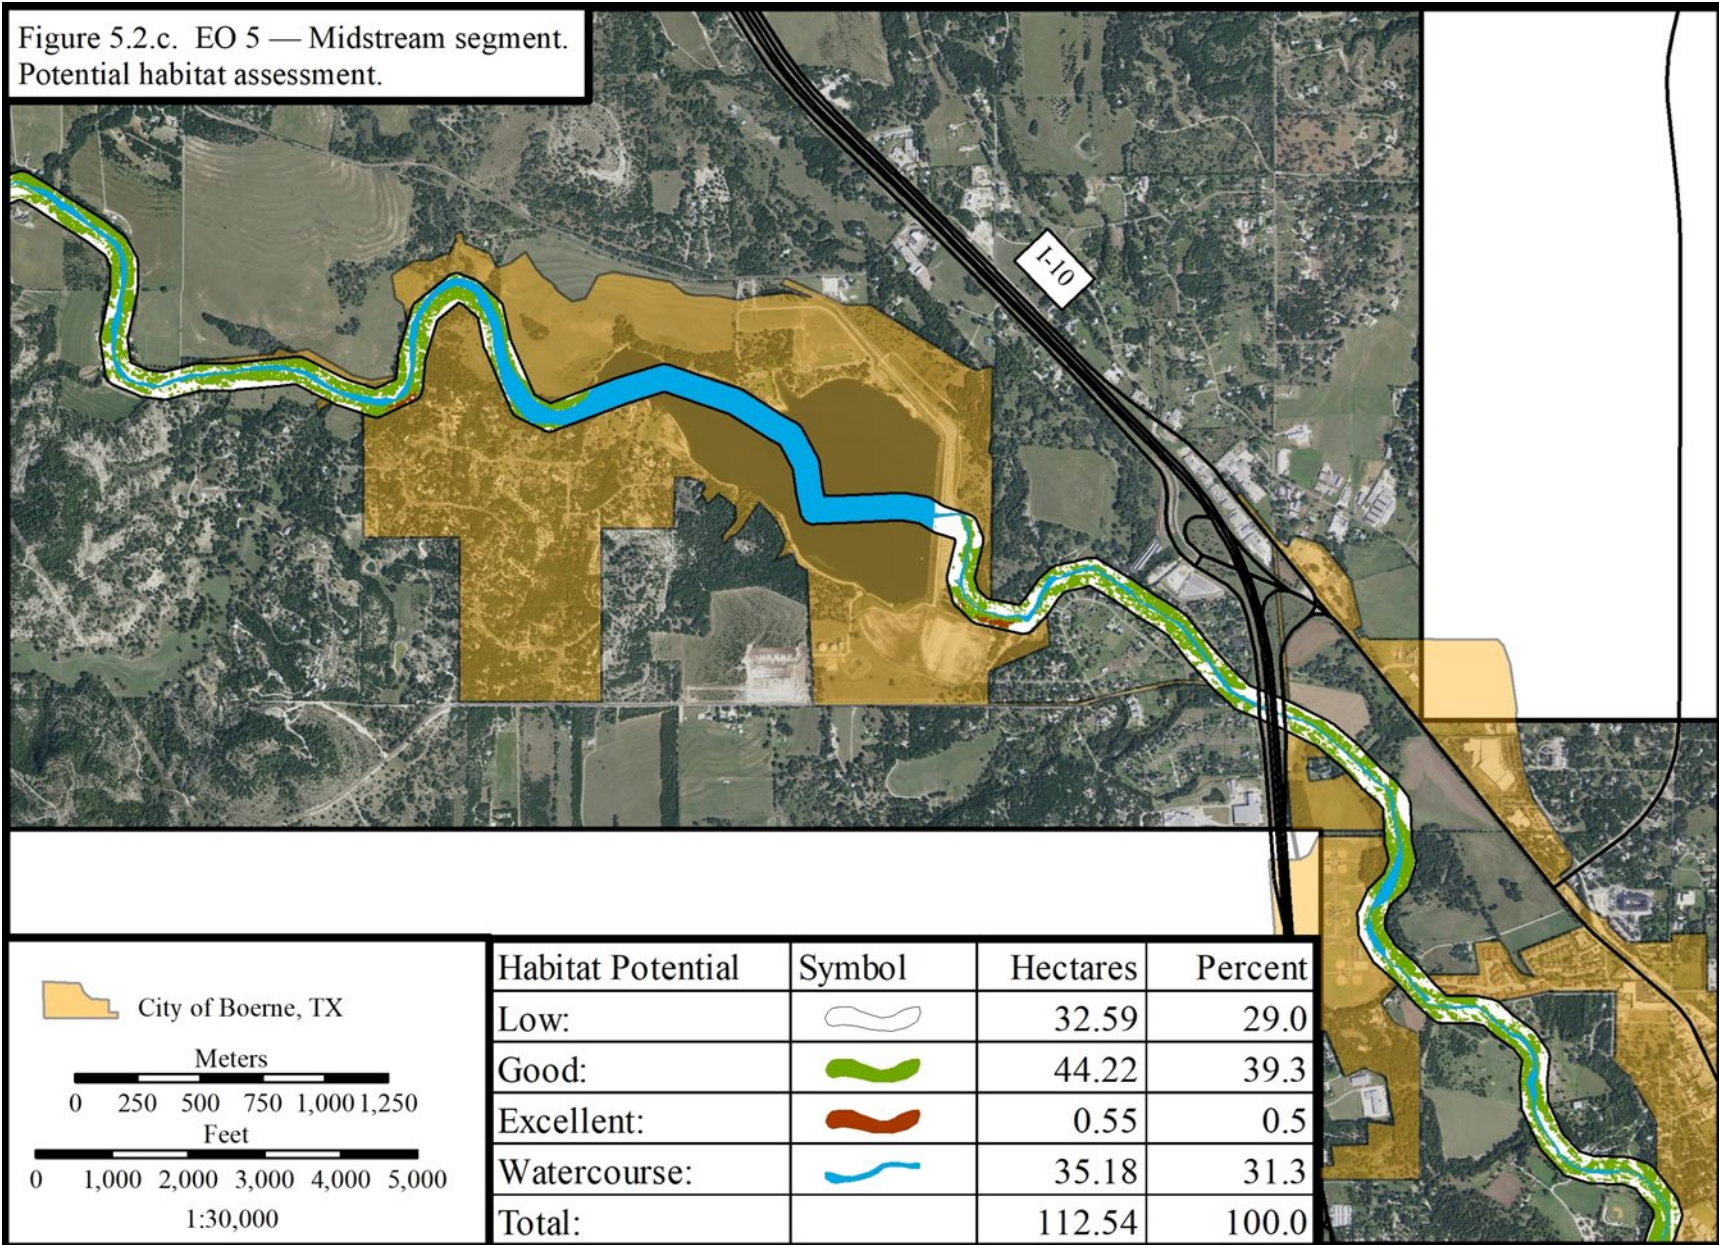 Figure 5.2.c. EO 5 — Midstream segment.
Potential habitat assessment.
I-10
City of Boerne, TX
Meters
0 250 500 750 1,000 1,250
Feet
0 1,000 2,000 3,000 4,000 5,000
1:30,000
Habitat Potential Symbol Hectares Percent
Low: 32.59 29.0
Good: 44.22 39.3
Excellent: 0.55 0.5
Watercourse: 35.18 31.3
Total: 112.54 100.0